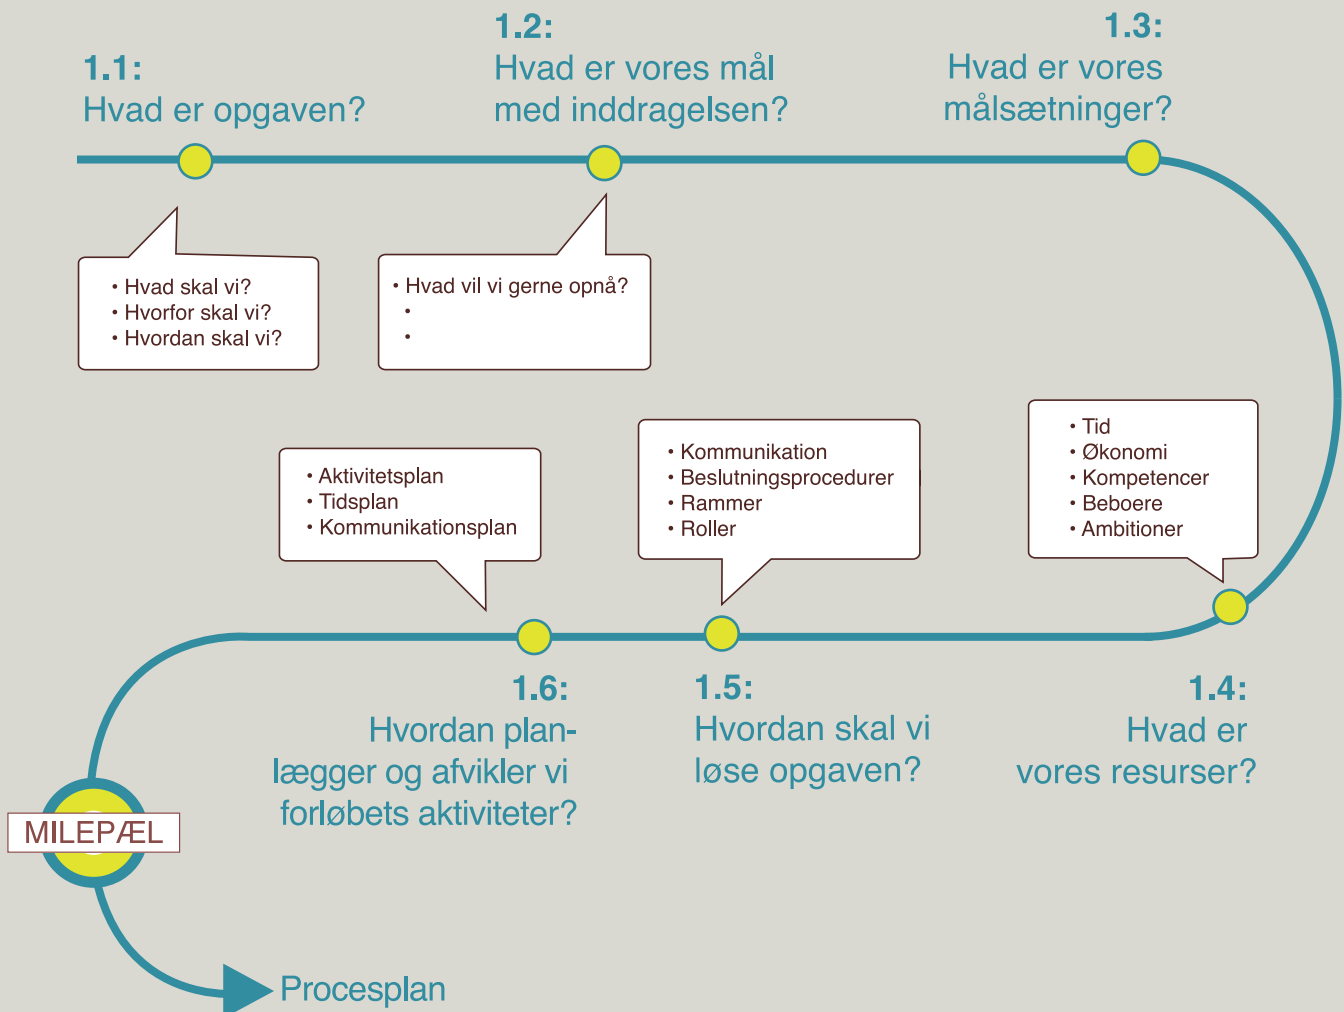 1.1:
Hvad er opgaven?
1.2:
Hvad er vores mål
med inddragelsen?
1.3:
Hvad er vores
målsætninger?
• Hvad skal vi?
• Hvorfor skal vi?
• Hvordan skal vi?
• Hvad vil vi gerne opnå?
•
•
• Tid
• Økonomi
• Kompetencer
• Beboere
• Ambitioner
• Kommunikation
• Beslutningsprocedurer
• Rammer
• Roller
• Aktivitetsplan
• Tidsplan
• Kommunikationsplan
1.4:
Hvad er
vores resurser?
1.5:
Hvordan skal vi
løse opgaven?
1.6:
Hvordan plan-
lægger og afvikler vi
forløbets aktiviteter?
MILEPÆL
Procesplan